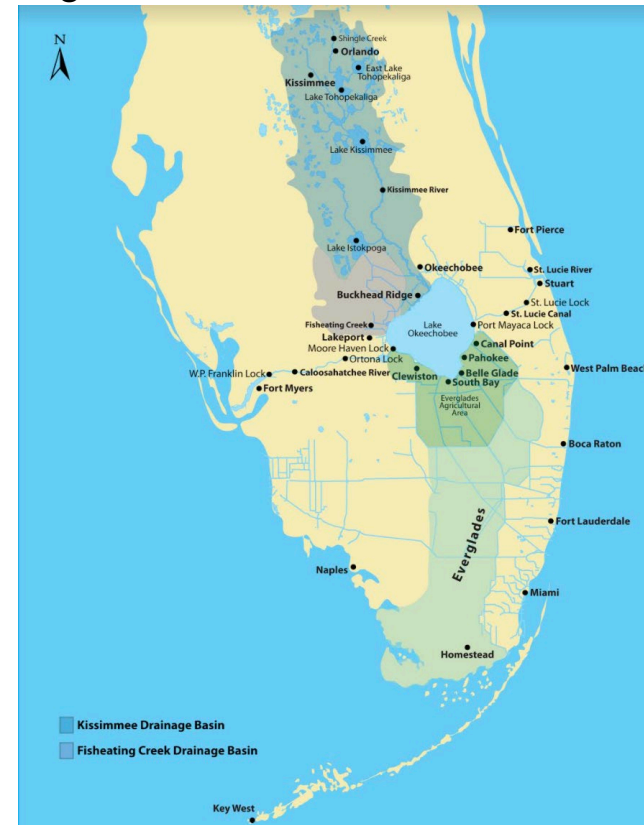 N
Shingle Creek
Orlando
East Lake
Tohopekaliga
Kissimmee
Lake Tohopekaliga
Lake Kissimmee
Kissimmee River
Fort Pierce
Lake Istokpoga
Okeechobee
St. Lucie River
Stuart
Buckhead Ridge
St. Lucie Lock
St. Lucie Canal
Fisheating Creek
Lake
Okeechobee
Port Mayaca Lock
Lakeport
Moore Haven Lock
Canal Point
Ortona Lock
Pahokee
W.P. Franklin Lock
Caloosahatchee River
Clewiston
Belle Glade
West Palm Beach
South Bay
Fort Myers
Everglades
Agricultural
Area
Boca Raton
Everglades
Fort Lauderdale
Naples
Miami
Homestead
Kissimmee Drainage Basin
Fisheating Creek Drainage Basin
Key West